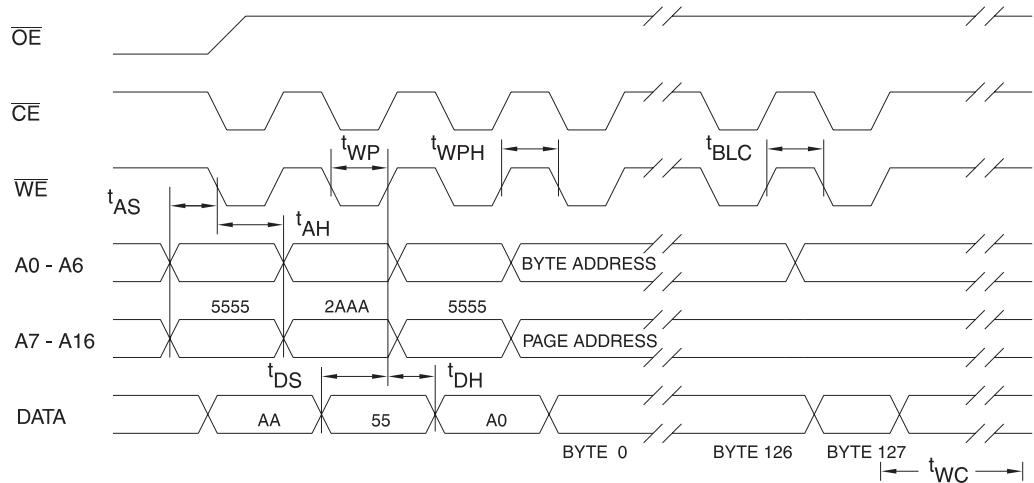 OE
CE
tWP tWPH tBLC
WE
tAS
tAH
A0 - A6 BYTE ADDRESS
5555 2AAA 5555
A7 - A16 PAGE ADDRESS
tDS tDH
DATA AA 55 A0
BYTE 0 BYTE 126 BYTE 127
tWC